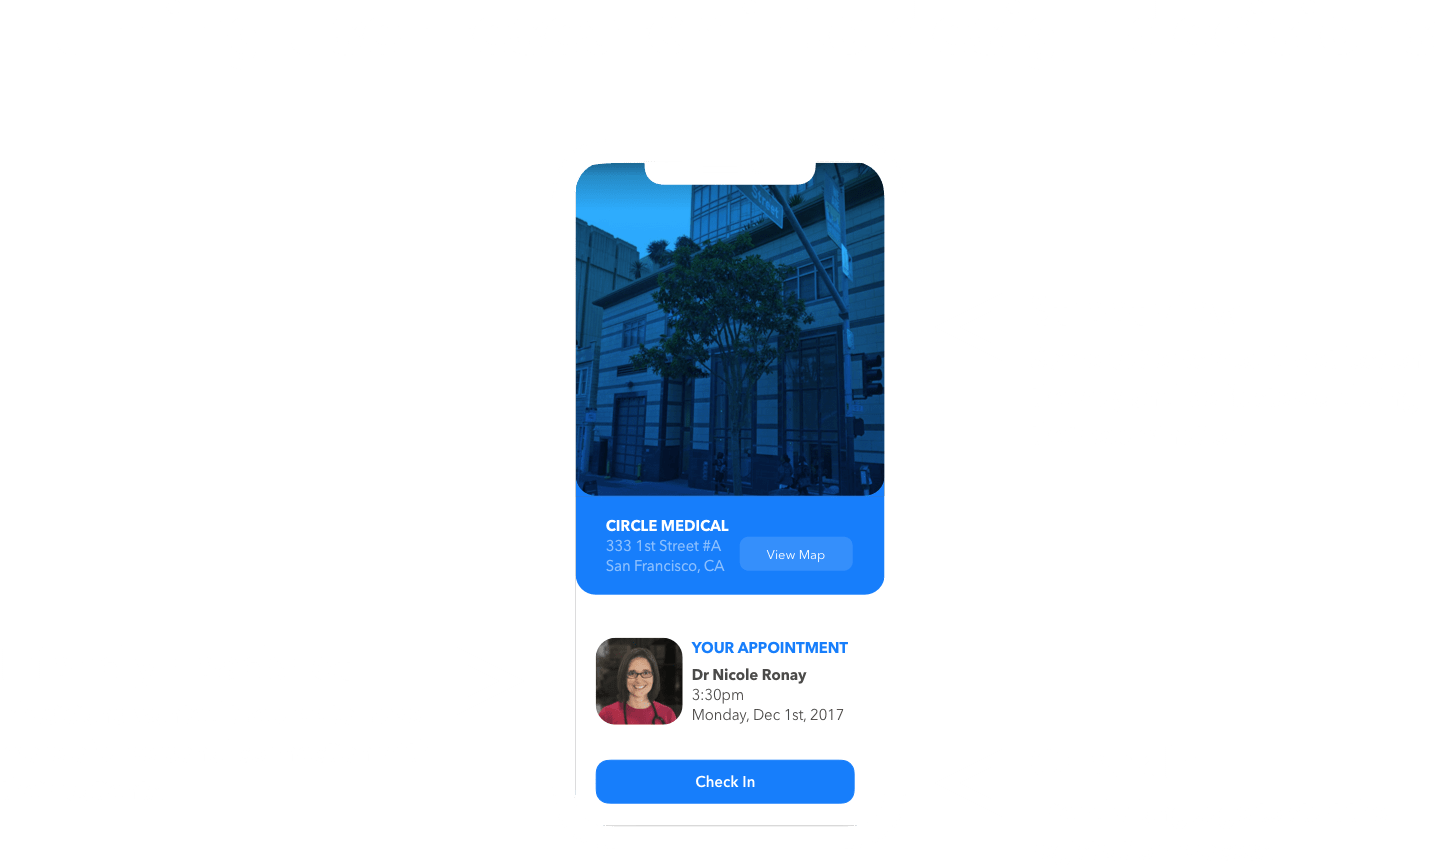 Street
CIRCLE MEDICAL
333 1st Street #A
San Francisco, CA
View Map
YOUR APPOINTMENT
Dr Nicole Ronay
3:30pm
Monday, Dec 1st, 2017
Check In